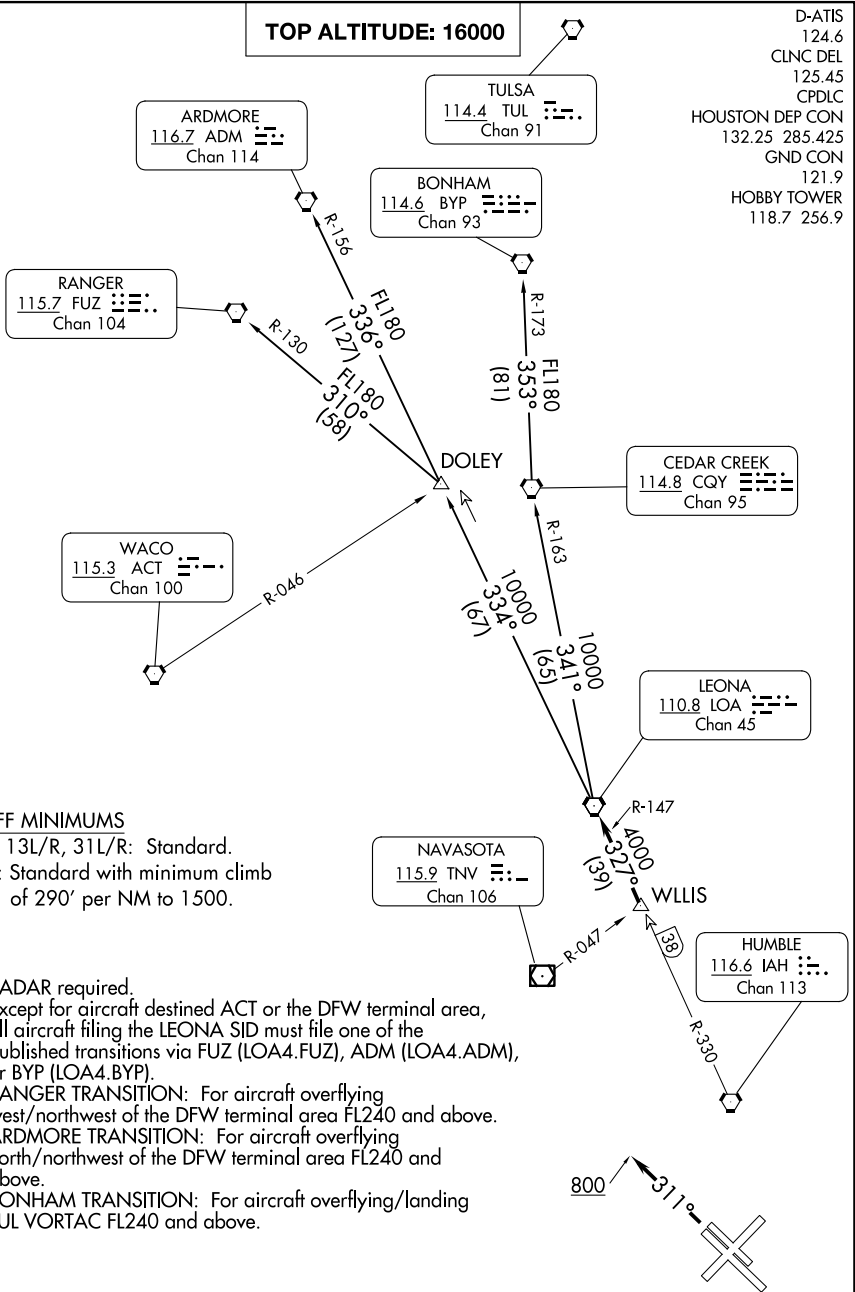 TOP ALTITUDE: 16000
D-ATIS
124.6
CLNC DEL
125.45
CPDLC
HOUSTON DEP CON
132.25 285.425
GND CON
121.9
HOBBY TOWER
118.7 256.9
TULSA
114.4 TUL
Chan 91
ARDMORE
116.7 ADM
Chan 114
BONHAM
114.6 BYP
Chan 93
RANGER
115.7 FUZ
Chan 104
R-156
FL180
336°
(127)
R-130
FL180
310°
(58)
R-173
FL180
353°
(81)
DOLEY
CEDAR CREEK
114.8 CQY
Chan 95
WACO
115.3 ACT
Chan 100
R-046
R-163
10000
334°
(67)
10000
341°
(65)
LEONA
110.8 LOA
Chan 45
R-147
4000
327°
(39)
WLLIS
NAVASOTA
115.9 TNV
Chan 106
R-047
38
HUMBLE
116.6 IAH
Chan 113
R-330
FF MINIMUMS
13L/R, 31L/R: Standard.
: Standard with minimum climb
of 290' per NM to 1500.
ADAR required.
xcept for aircraft destined ACT or the DFW terminal area,
ll aircraft filing the LEONA SID must file one of the
ublished transitions via FUZ (LOA4.FUZ), ADM (LOA4.ADM),
r BYP (LOA4.BYP).
ANGER TRANSITION: For aircraft overflying
west/northwest of the DFW terminal area FL240 and above.
ARDMORE TRANSITION: For aircraft overflying
orth/northwest of the DFW terminal area FL240 and
bove.
ONHAM TRANSITION: For aircraft overflying/landing
UL VORTAC FL240 and above.
800
311°